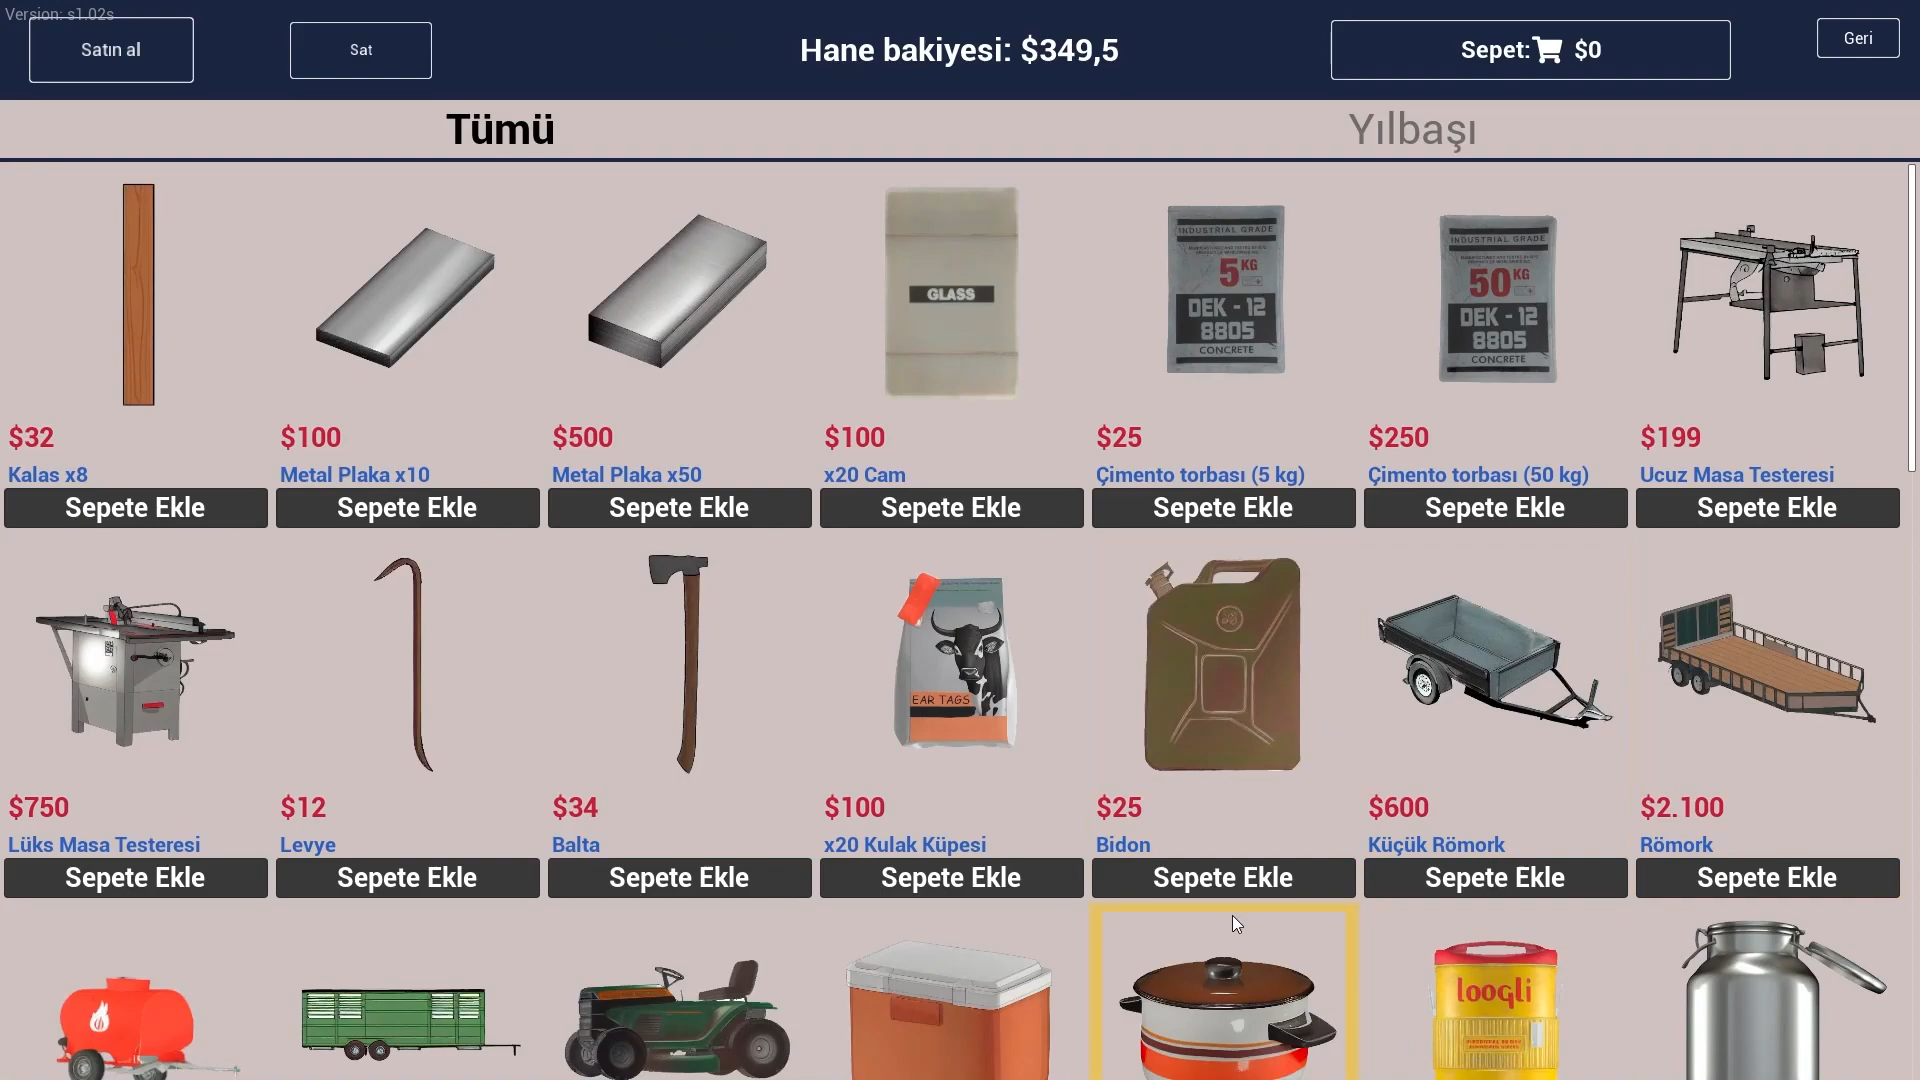 Version: s1.02s
Satın al
Sat
Hane bakiyesi: $349,5
Sepet: $0
Geri
Tümü
Yılbaşı
GLASS
INDUSTRIAL GRADE
5KG
DEK - 12
8805
CONCRETE
INDUSTRIAL GRADE
50KG
DEK - 12
8805
CONCRETE
$32
$100
$500
$100
$25
$250
$199
Kalas x8
Metal Plaka x10
Metal Plaka x50
x20 Cam
Çimento torbası (5 kg)
Çimento torbası (50 kg)
Ucuz Masa Testeresi
Sepete Ekle
Sepete Ekle
Sepete Ekle
Sepete Ekle
Sepete Ekle
Sepete Ekle
Sepete Ekle
EAR TAGS
$750
$12
$34
$100
$25
$600
$2.100
Lüks Masa Testeresi
Levye
Balta
x20 Kulak Küpesi
Bidon
Küçük Römork
Römork
Sepete Ekle
Sepete Ekle
Sepete Ekle
Sepete Ekle
Sepete Ekle
Sepete Ekle
Sepete Ekle
loogli